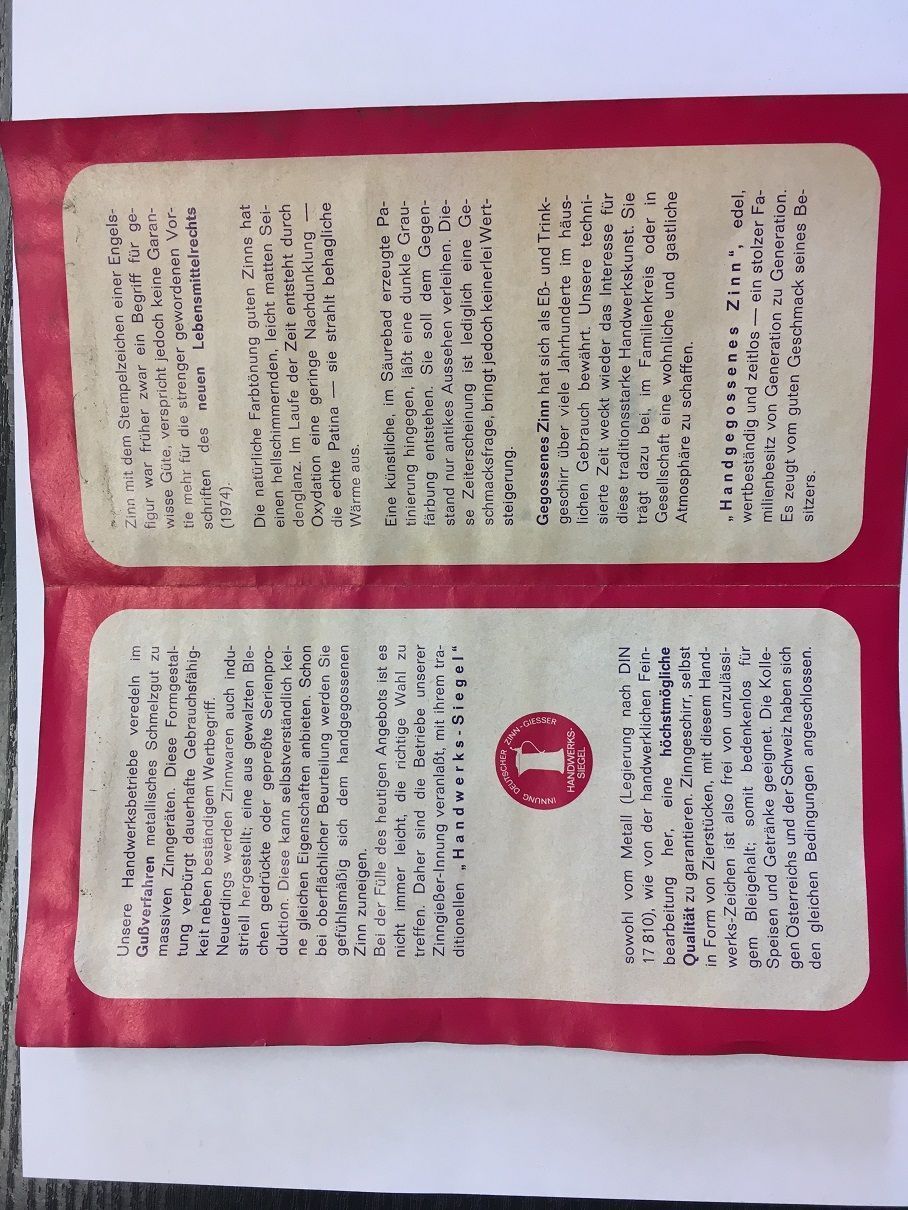 Unsere Handwerksbetriebe veredeln im
Gußverfahren metallisches Schmelzgut zu
massiven Zinngeräten. Diese Formgestal-
tung verbürgt dauerhafte Gebrauchsfähig-
keit neben beständigem Wertbegriff.
Neuerdings werden Zinnwaren auch indu-
striell hergestellt; eine aus gewalzten Ble-
chen gedrückte oder gepreßte Serienpro-
duktion. Diese kann selbstverständlich kei-
ne gleichen Eigenschaften anbieten. Schon
bei oberflächlicher Beurteilung werden Sie
gefühlsmäßig sich dem handgegossenen
Zinn zuneigen.
Bei der Fülle des heutigen Angebots ist es
nicht immer leicht, die richtige Wahl zu
treffen. Daher sind die Betriebe unserer
Zinngießer-Innung veranlaßt, mit ihrem tra-
ditionellen „Handwerks-Siegel“
INNUNG DEUTSCHER ZINN-GIESSER
HANDWERKS-
SIEGEL
sowohl vom Metall (Legierung nach DIN
17 810), wie von der handwerklichen Fein-
bearbeitung her, eine höchstmögliche
Qualität zu garantieren. Zinngeschirr, selbst
in Form von Zierstücken, mit diesem Hand-
werks-Zeichen ist also frei von unzulässi-
gem Bleigehalt; somit bedenkenlos für
Speisen und Getränke geeignet. Die Kolle-
gen Österreichs und der Schweiz haben sich
den gleichen Bedingungen angeschlossen.
Zinn mit dem Stempelzeichen einer Engels-
figur war früher zwar ein Begriff für ge-
wisse Güte, verspricht jedoch keine Garan-
tie mehr für die strenger gewordenen Vor-
schriften des neuen Lebensmittelrechts
(1974).
Die natürliche Farbtönung guten Zinns hat
einen hellschimmernden, leicht matten Sei-
denglanz. Im Laufe der Zeit entsteht durch
Oxydation eine geringe Nachdunklung —
die echte Patina — sie strahlt behagliche
Wärme aus.
Eine künstliche, im Säurebad erzeugte Pa-
tinierung hingegen, läßt eine dunkle Grau-
färbung entstehen. Sie soll dem Gegen-
stand nur antikes Aussehen verleihen. Die-
se Zeiterscheinung ist lediglich eine Ge-
schmacksfrage, bringt jedoch keinerlei Wert-
steigerung.
Gegossenes Zinn hat sich als Eß- und Trink-
geschirr über viele Jahrhunderte im häus-
lichen Gebrauch bewährt. Unsere techni-
sierte Zeit weckt wieder das Interesse für
diese traditionsstarke Handwerkskunst. Sie
trägt dazu bei, im Familienkreis oder in
Gesellschaft eine wohnliche und gastliche
Atmosphäre zu schaffen.
„Handgegossenes Zinn“, edel,
wertbeständig und zeitlos — ein stolzer Fa-
milienbesitz von Generation zu Generation.
Es zeugt vom guten Geschmack seines Be-
sitzers.